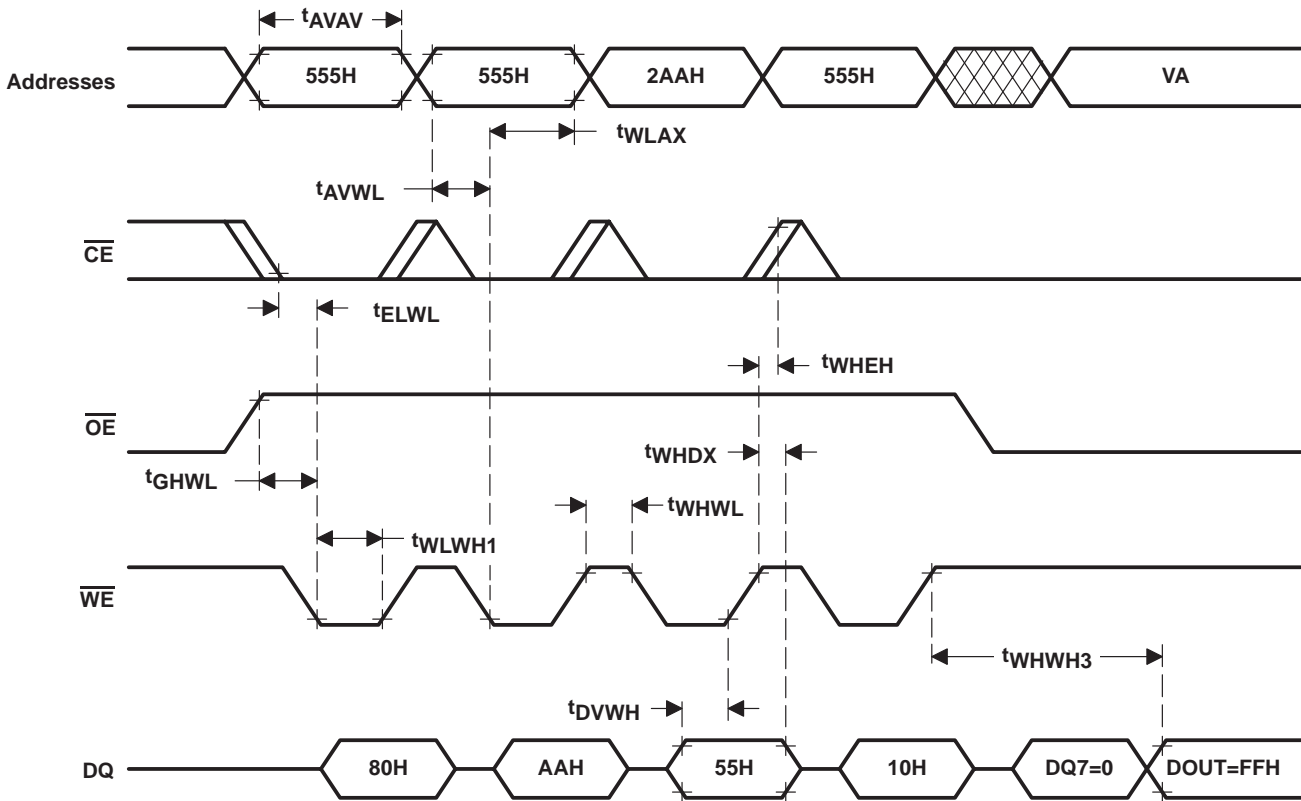 tAVAV
Addresses
555H
555H
2AAH
555H
VA
tWLAX
tAVWL
CE
tELWL
tWHEH
OE
tWHDX
tGHWL
tWHWL
tWLWH1
WE
tWHWH3
tDVWH
DQ
80H
AAH
55H
10H
DQ7=0
DOUT=FFH